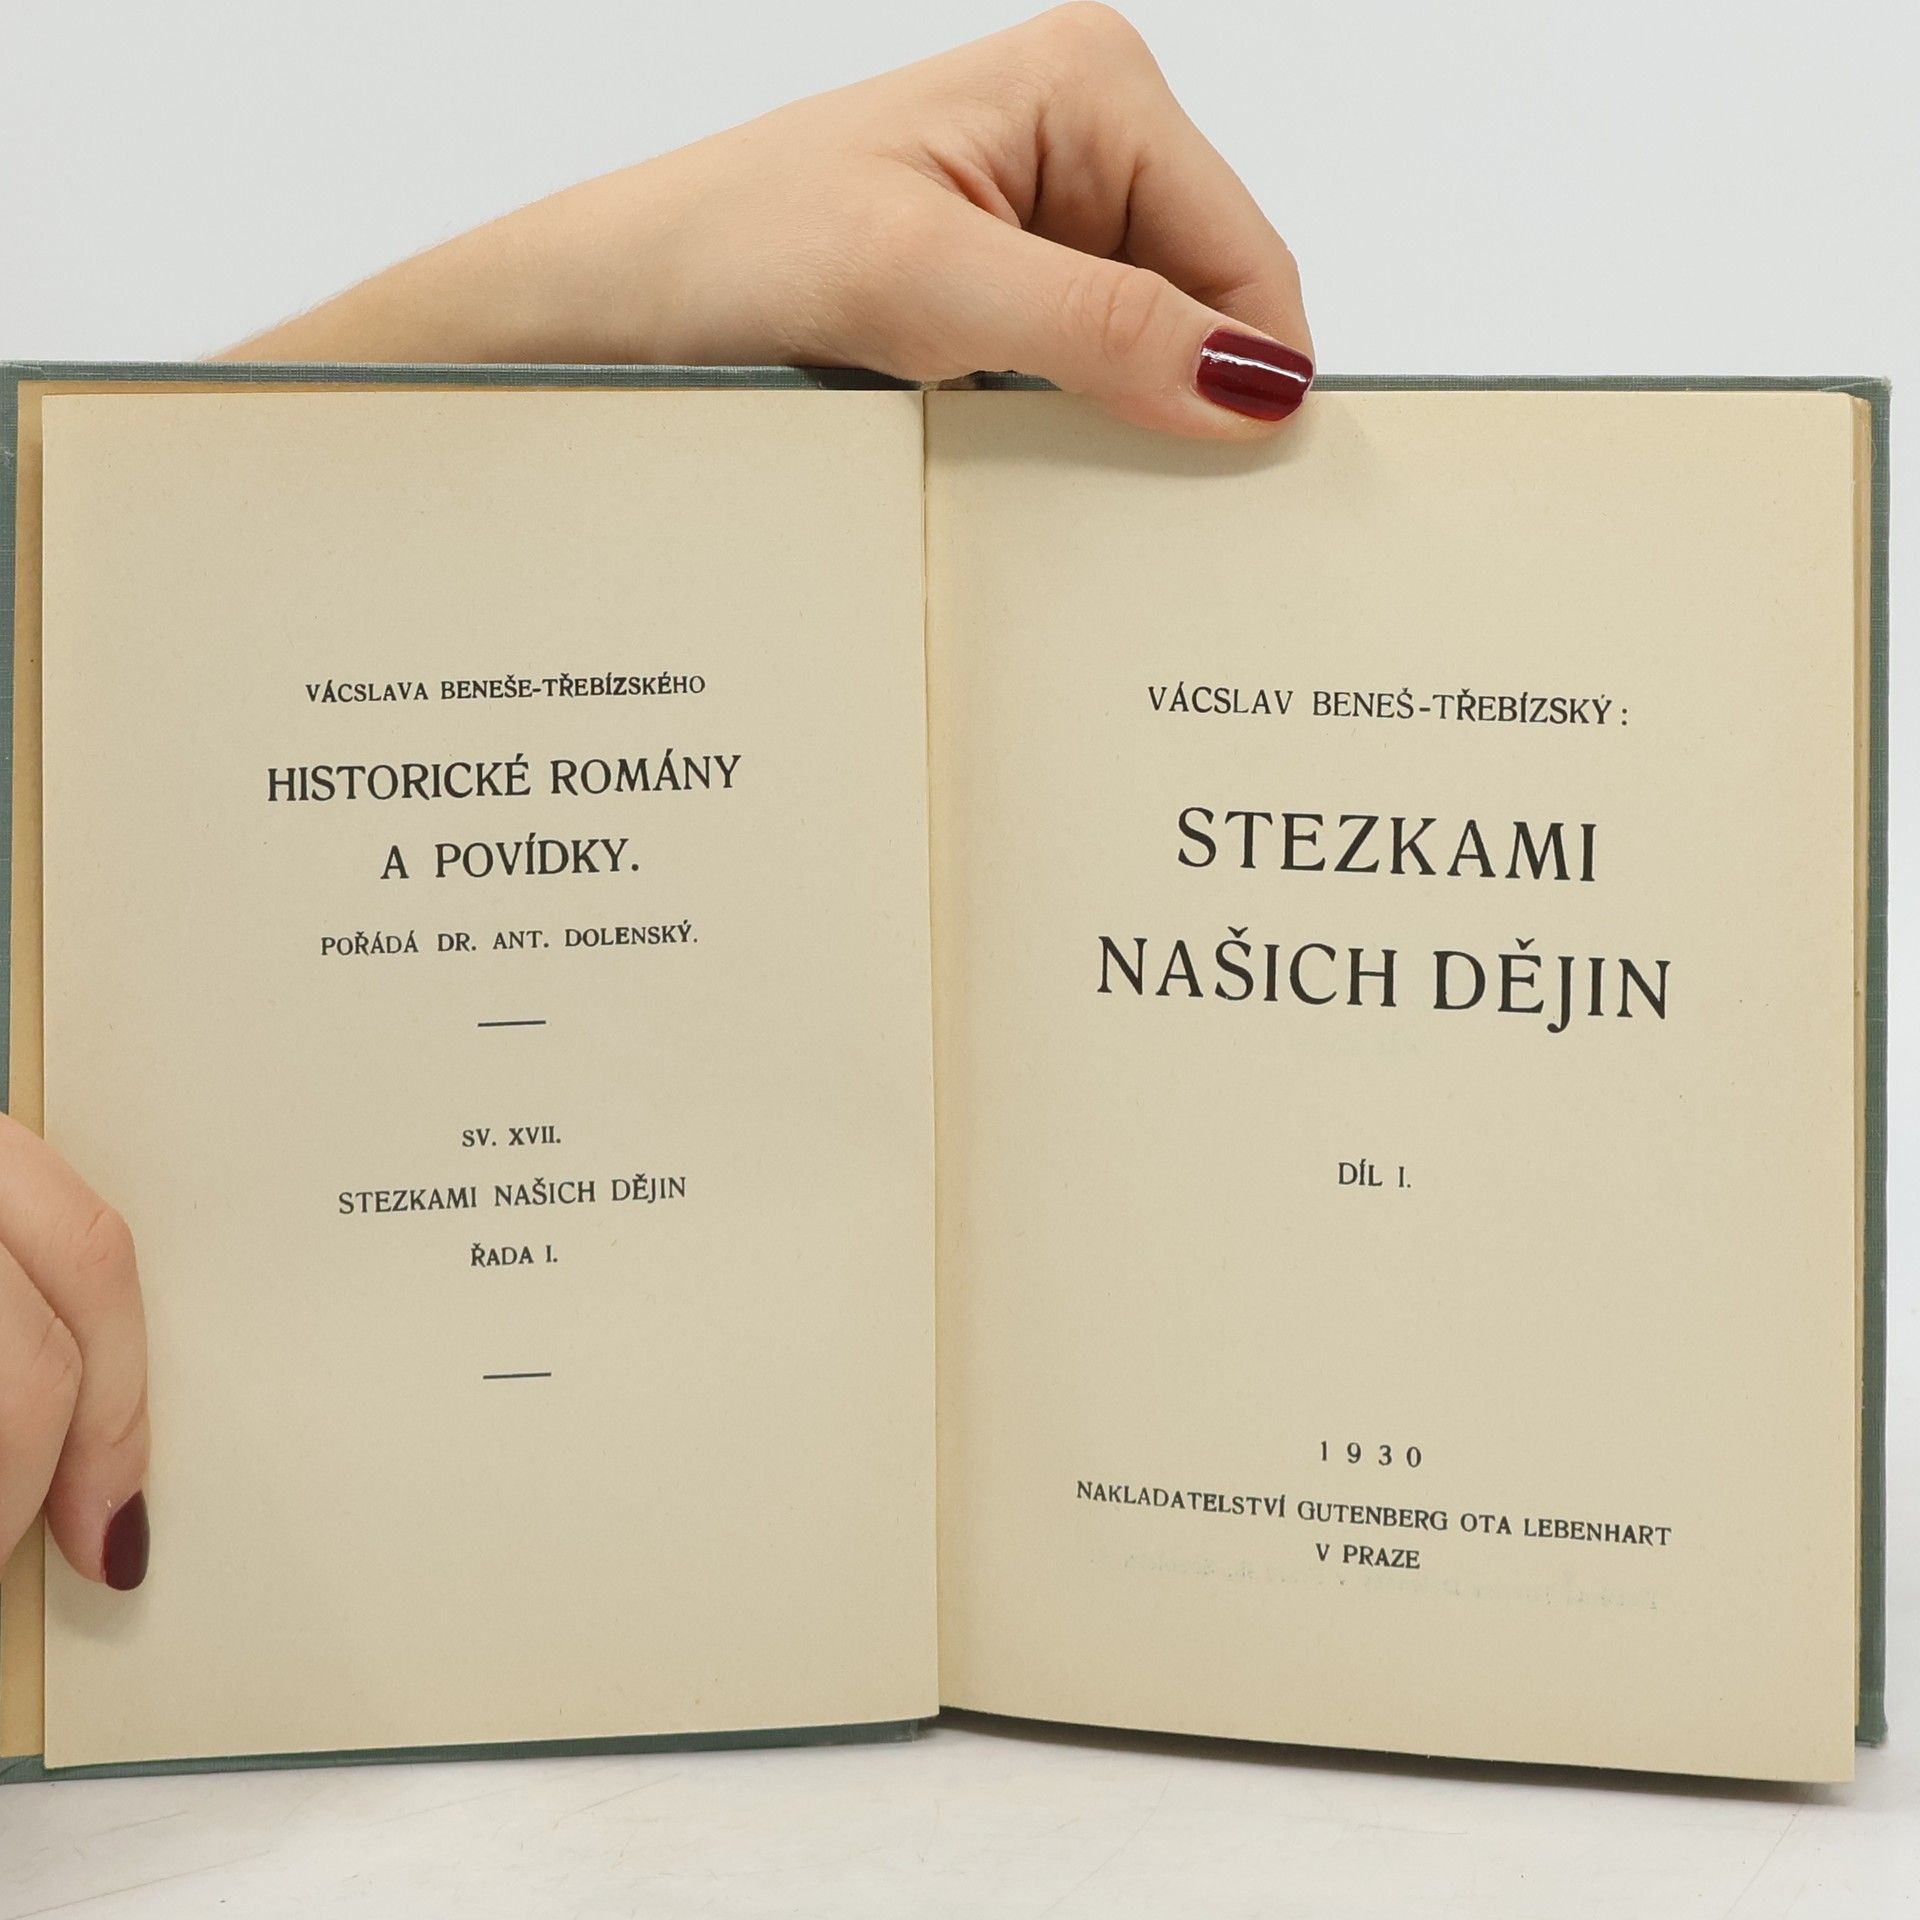 VÁCSLAVA BENEŠE-TŘEBÍZSKÉHO
HISTORICKÉ ROMÁNY
A POVÍDKY.
POŘÁDÁ DR. ANT. DOLENSKÝ.
SV. XVII.
STEZKAMI NAŠICH DĚJIN
ŘADA I.
VÁCSLAV BENEŠ-TŘEBÍZSKÝ:
STEZKAMI
NAŠICH DĚJIN
DÍL I.
1930
NAKLADATELSTVÍ GUTENBERG OTA LEBENHART
V PRAZE